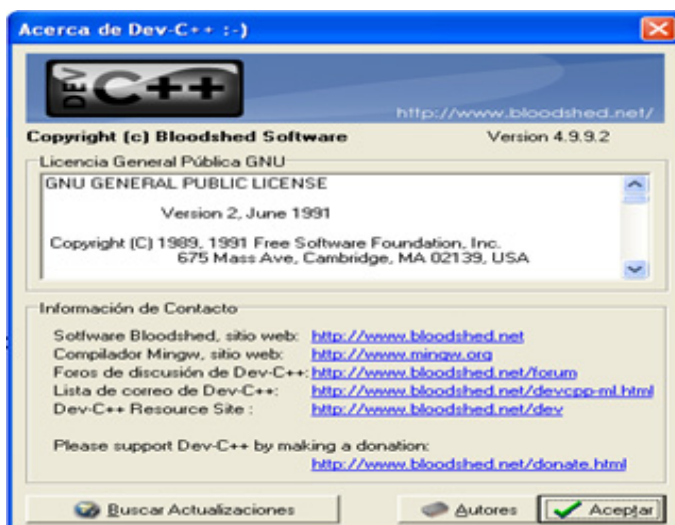 Acerca de Dev-C++ :-)
DEV C++
http://www.bloodshed.net/
Copyright (c) Bloodshed Software Version 4.9.9.2
Licencia General Pública GNU
GNU GENERAL PUBLIC LICENSE
Version 2, June 1991
Copyright (C) 1989, 1991 Free Software Foundation, Inc.
675 Mass Ave, Cambridge, MA 02139, USA
Información de Contacto
Sotfware Bloodshed, sitio web: http://www.bloodshed.net
Compilador Mingw, sitio web: http://www.mingw.org
Foros de discusión de Dev-C++: http://www.bloodshed.net/forum
Lista de correo de Dev-C++: http://www.bloodshed.net/devcpp-ml.html
Dev-C++ Resource Site : http://www.bloodshed.net/dev
Please support Dev-C++ by making a donation:
http://www.bloodshed.net/donate.html
Buscar Actualizaciones Autores Aceptar